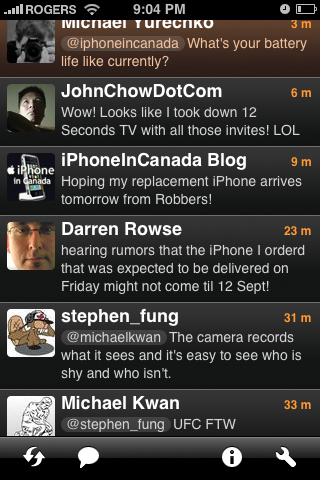 ROGERS 9:04 PM
Michael Yurechko 3 m
@iphoneincanada What's your battery
life like currently?
JohnChowDotCom 6 m
Wow! Looks like I took down 12
Seconds TV with all those invites! LOL
iPhone
in Canada
iPhoneInCanada Blog 9 m
Hoping my replacement iPhone arrives
tomorrow from Robbers!
Darren Rowse 23 m
hearing rumors that the iPhone I orderd
that was expected to be delivered on
Friday might not come til 12 Sept!
stephen_fung 31 m
@michaelkwan The camera records
what it sees and it's easy to see who is
shy and who isn't.
Michael Kwan 33 m
@stephen_fung UFC FTW